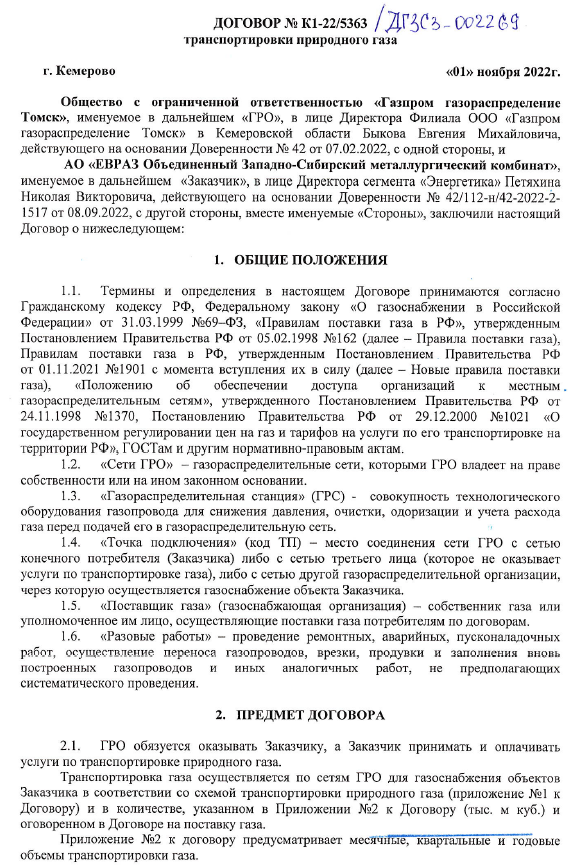 ДОГОВОР № К1-22/5363 /ДГЗС3-002269
транспортировки природного газа
г. Кемерово «01» ноября 2022г.
Общество с ограниченной ответственностью «Газпром газораспределение
Томск», именуемое в дальнейшем «ГРО», в лице Директора Филиала ООО «Газпром
газораспределение Томск» в Кемеровской области Быкова Евгения Михайловича,
действующего на основании Доверенности № 42 от 07.02.2022, с одной стороны, и
АО «ЕВРАЗ Объединенный Западно-Сибирский металлургический комбинат»,
именуемое в дальнейшем «Заказчик», в лице Директора сегмента «Энергетика» Петяхина
Николая Викторовича, действующего на основании Доверенности № 42/112-н/42-2022-2-
1517 от 08.09.2022, с другой стороны, вместе именуемые «Стороны», заключили настоящий
Договор о нижеследующем:
1. ОБЩИЕ ПОЛОЖЕНИЯ
1.1. Термины и определения в настоящем Договоре принимаются согласно
Гражданскому кодексу РФ, Федеральному закону «О газоснабжении в Российской
Федерации» от 31.03.1999 №69–ФЗ, «Правилам поставки газа в РФ», утвержденным
Постановлением Правительства РФ от 05.02.1998 №162 (далее – Правила поставки газа),
Правилам поставки газа в РФ, утвержденным Постановлением Правительства РФ
от 01.11.2021 №1901 с момента вступления их в силу (далее – Новые правила поставки
газа), «Положению об обеспечении доступа организаций к местным
газораспределительным сетям», утвержденного Постановлением Правительства РФ от
24.11.1998 №1370, Постановлению Правительства РФ от 29.12.2000 №1021 «О
государственном регулировании цен на газ и тарифов на услуги по его транспортировке на
территории РФ», ГОСТам и другим нормативно-правовым актам.
1.2. «Сети ГРО» – газораспределительные сети, которыми ГРО владеет на праве
собственности или на ином законном основании.
1.3. «Газораспределительная станция» (ГРС) - совокупность технологического
оборудования газопровода для снижения давления, очистки, одоризации и учета расхода
газа перед подачей его в газораспределительную сеть.
1.4. «Точка подключения» (код ТП) – место соединения сети ГРО с сетью
конечного потребителя (Заказчика) либо с сетью третьего лица (которое не оказывает
услуги по транспортировке газа), либо с сетью другой газораспределительной организации,
через которую осуществляется газоснабжение объекта Заказчика.
1.5. «Поставщик газа» (газоснабжающая организация) – собственник газа или
уполномоченное им лицо, осуществляющие поставки газа потребителям по договорам.
1.6. «Разовые работы» – проведение ремонтных, аварийных, пусконаладочных
работ, осуществление переноса газопроводов, врезки, продувки и заполнения вновь
построенных газопроводов и иных аналогичных работ, не предполагающих
систематического проведения.
2. ПРЕДМЕТ ДОГОВОРА
2.1. ГРО обязуется оказывать Заказчику, а Заказчик принимать и оплачивать
услуги по транспортировке природного газа.
Транспортировка газа осуществляется по сетям ГРО для газоснабжения объектов
Заказчика в соответствии со схемой транспортировки природного газа (приложение №1 к
Договору) и в количестве, указанном в Приложении №2 к Договору (тыс. м куб.) и
оговоренном в Договоре на поставку газа.
Приложение №2 к договору предусматривает месячные, квартальные и годовые
объемы транспортировки газа.